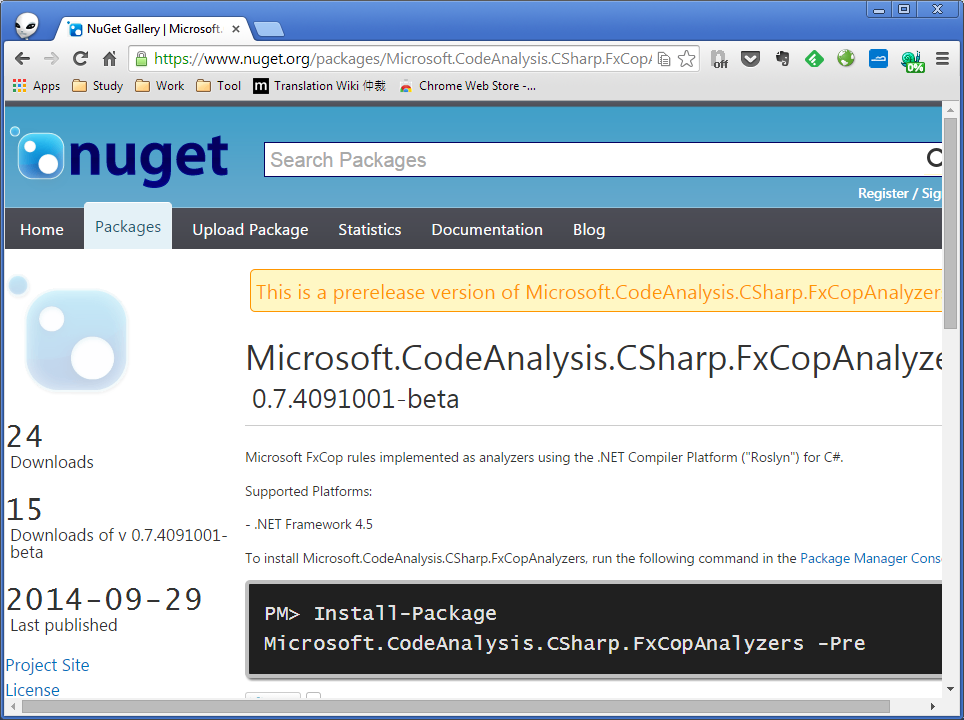 NuGet Gallery | Microsoft.
https://www.nuget.org/packages/Microsoft.CodeAnalysis.CSharp.FxCop
off
0%
Apps Study Work Tool m Translation Wiki 仲裁 Chrome Web Store -...
nuget
Search Packages
Register / Sig
Home Packages Upload Package Statistics Documentation Blog
This is a prerelease version of Microsoft.CodeAnalysis.CSharp.FxCopAnalyzer
Microsoft.CodeAnalysis.CSharp.FxCopAnalyze
0.7.4091001-beta
24
Downloads
15
Downloads of v 0.7.4091001-
beta
2014-09-29
Last published
Project Site
License
Microsoft FxCop rules implemented as analyzers using the .NET Compiler Platform ("Roslyn") for C#.
Supported Platforms:
- .NET Framework 4.5
To install Microsoft.CodeAnalysis.CSharp.FxCopAnalyzers, run the following command in the Package Manager Cons
PM> Install-Package
Microsoft.CodeAnalysis.CSharp.FxCopAnalyzers -Pre